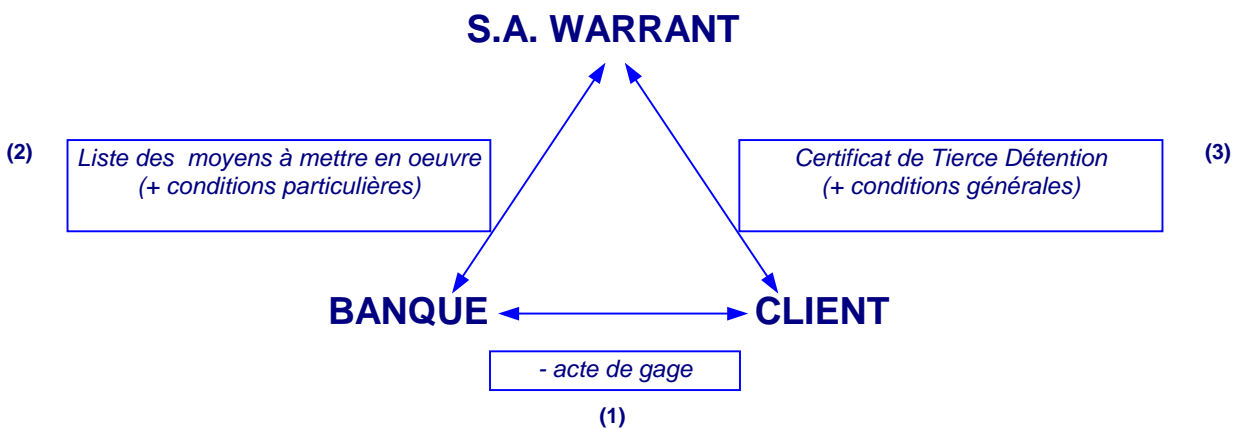 S.A. WARRANT
(2)
Liste des moyens à mettre en oeuvre
(+ conditions particulières)
Certificat de Tierce Détention
(+ conditions générales)
(3)
BANQUE
CLIENT
- acte de gage
(1)